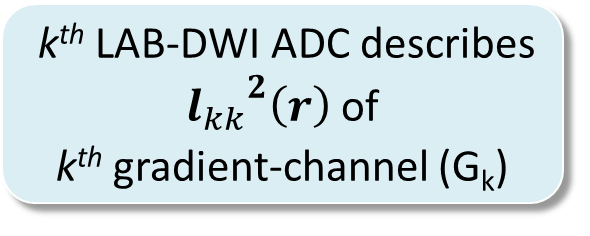 kᵗʰ LAB-DWI ADC describes
lₖₖ²(r) of
kᵗʰ gradient-channel (Gₖ)